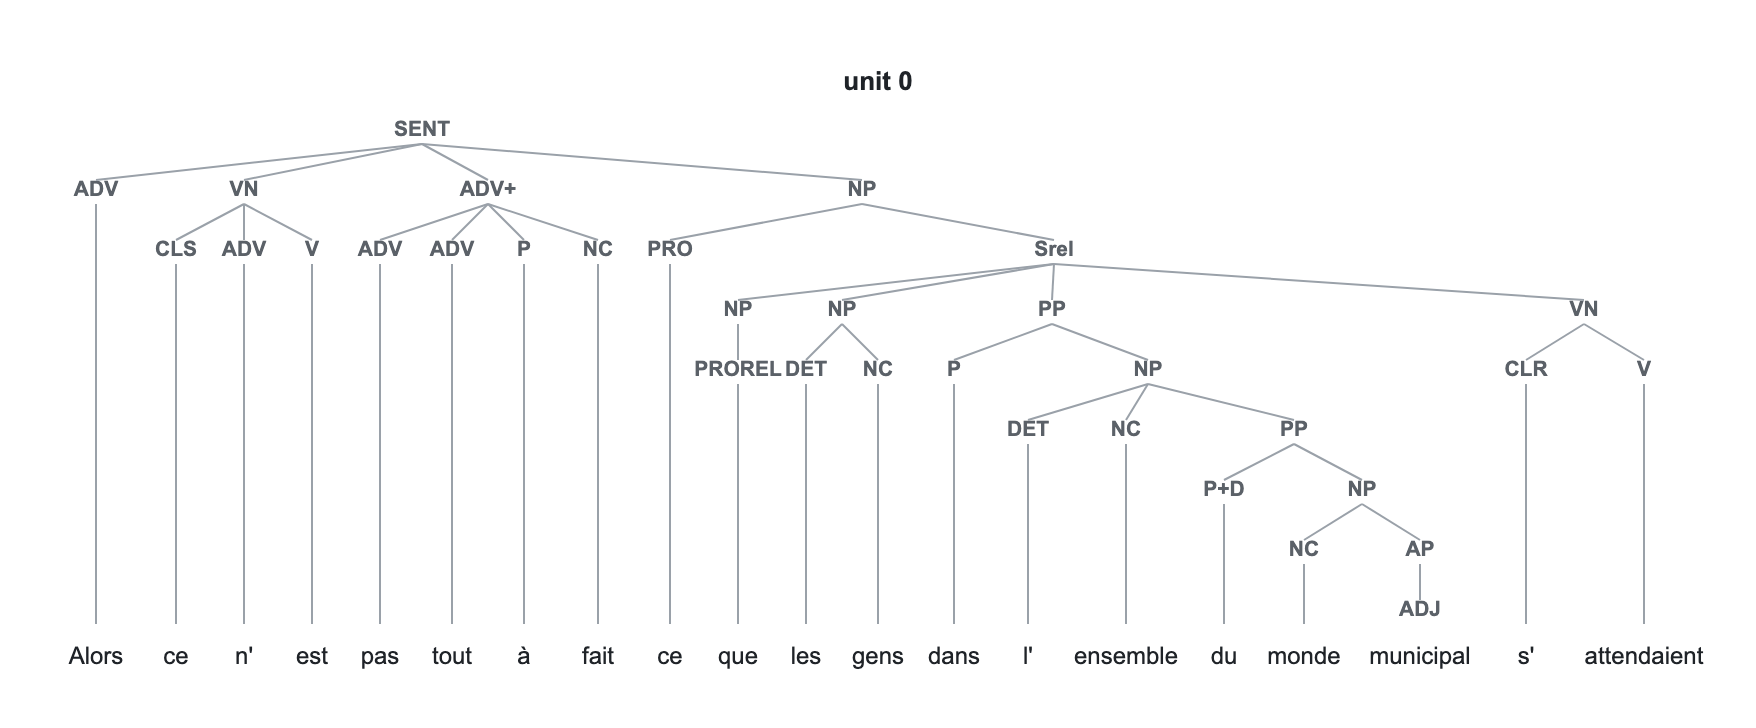 unit 0
SENT
ADV VN ADV+ NP
CLS ADV V ADV ADV P NC PRO Srel
NP NP PP VN
PROREL DET NC P NP CLR V
DET NC PP
P+D NP
NC AP
ADJ
Alors ce n' est pas tout à fait ce que les gens dans l' ensemble du monde municipal s' attendaient